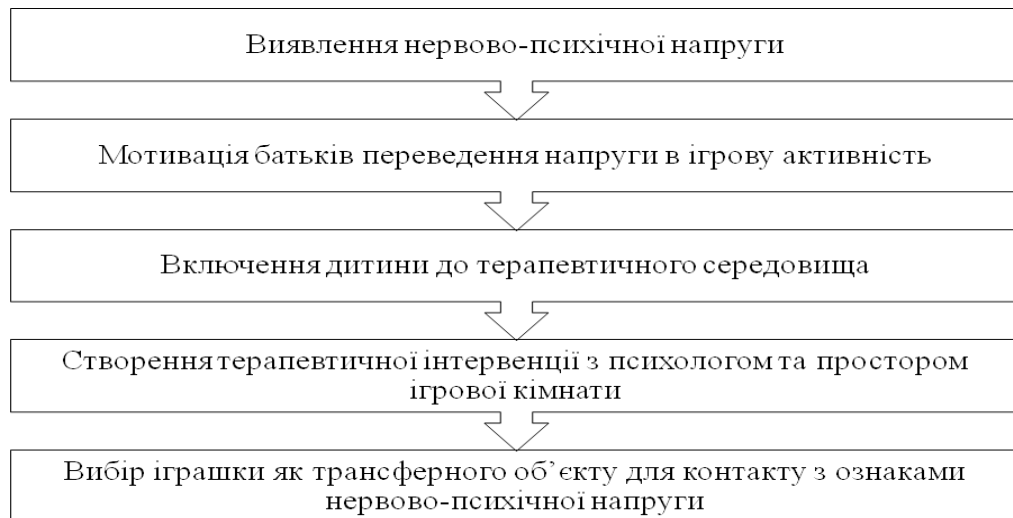 Виявлення нервово-психічної напруги
Мотивація батьків переведення напруги в ігрову активність
Включення дитини до терапевтичного середовища
Створення терапевтичної інтервенції з психологом та простором
ігрової кімнати
Вибір іграшки як трансферного об’єкту для контакту з ознаками
нервово-психічної напруги